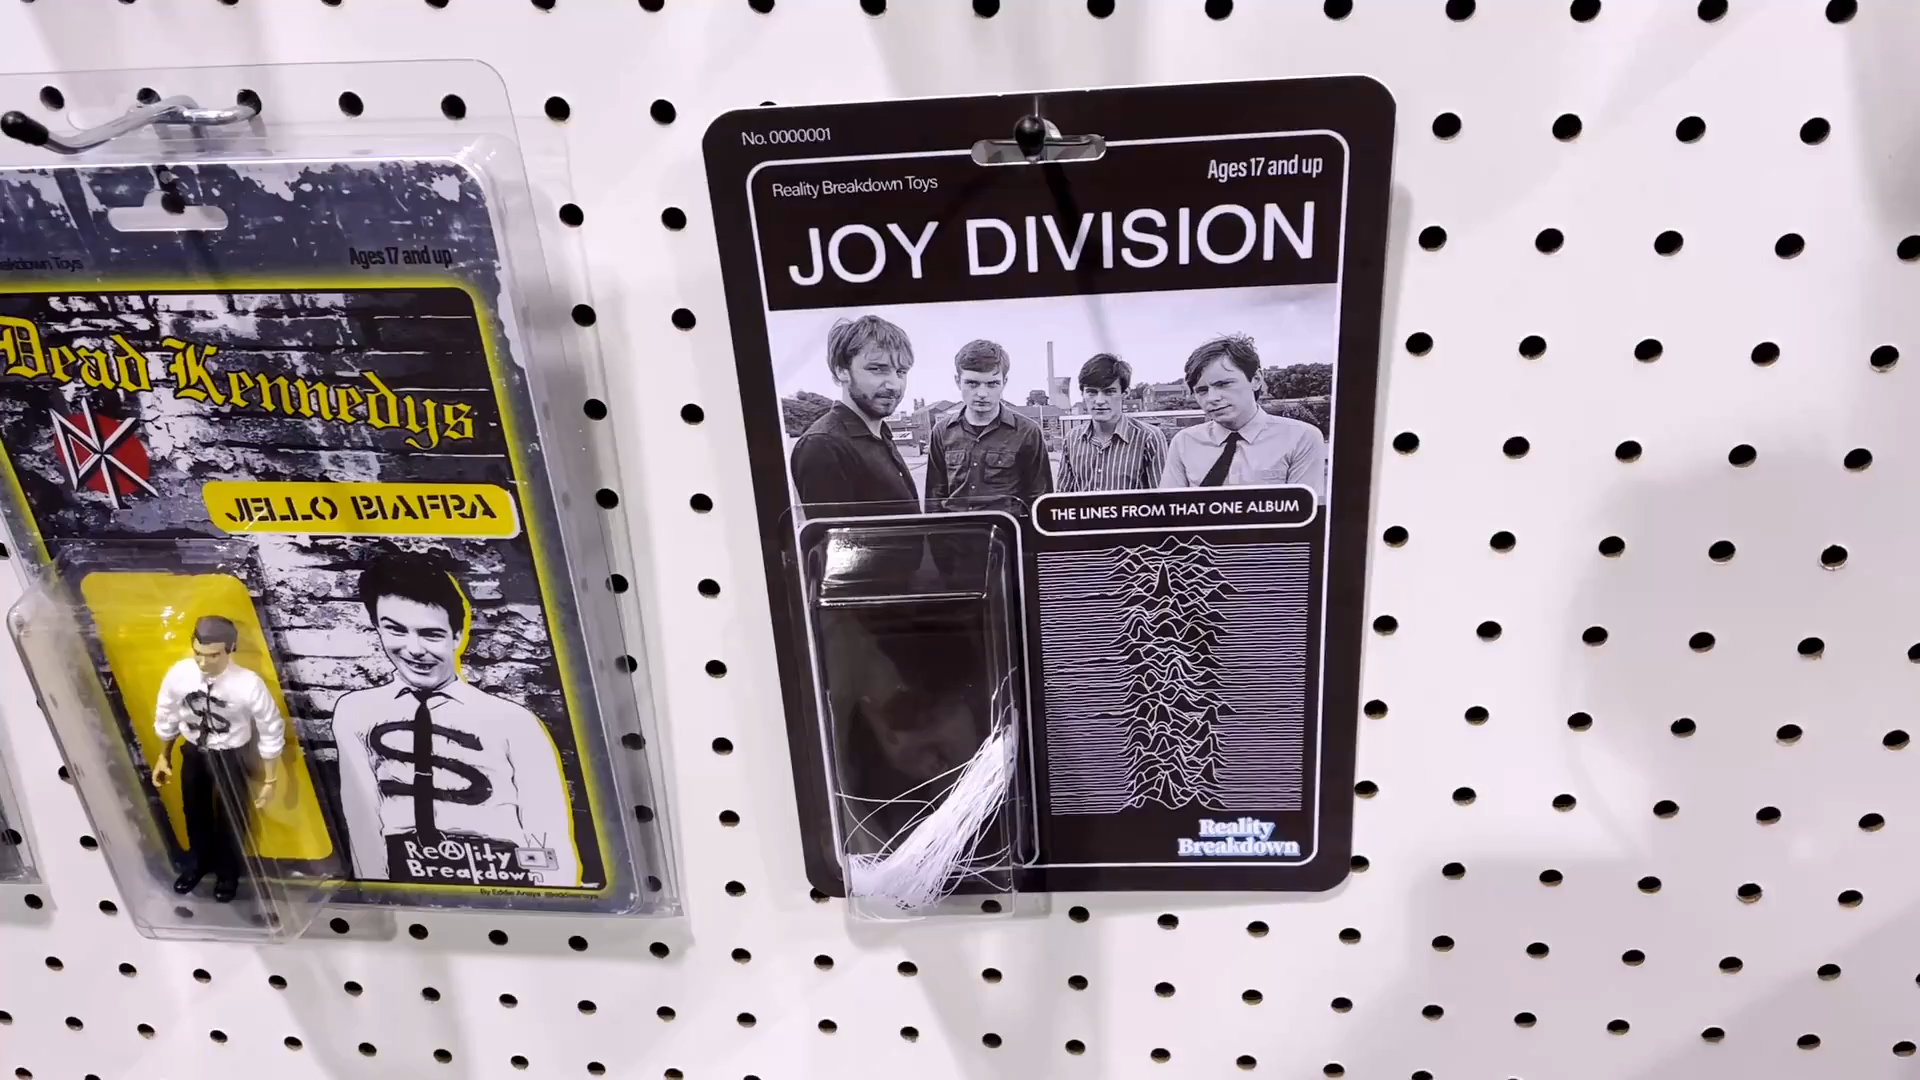 Ages 17 and up
Dead Kennedys
JELLO BIAFRA
$
$
ReAlity
Breakdown
No. 0000001
Reality Breakdown Toys
Ages 17 and up
JOY DIVISION
THE LINES FROM THAT ONE ALBUM
Reality
Breakdown